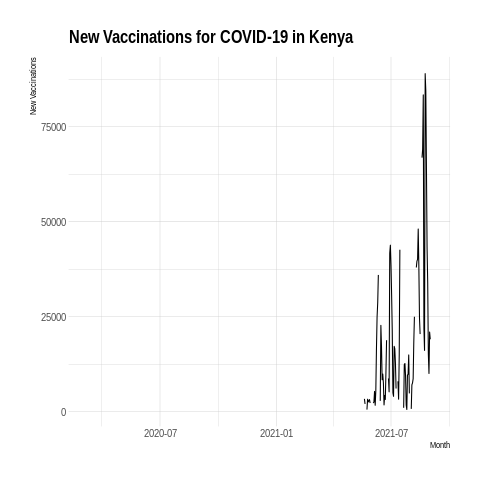 New Vaccinations for COVID-19 in Kenya
New Vaccinations
75000
50000
25000
0
2020-07
2021-01
2021-07
Month